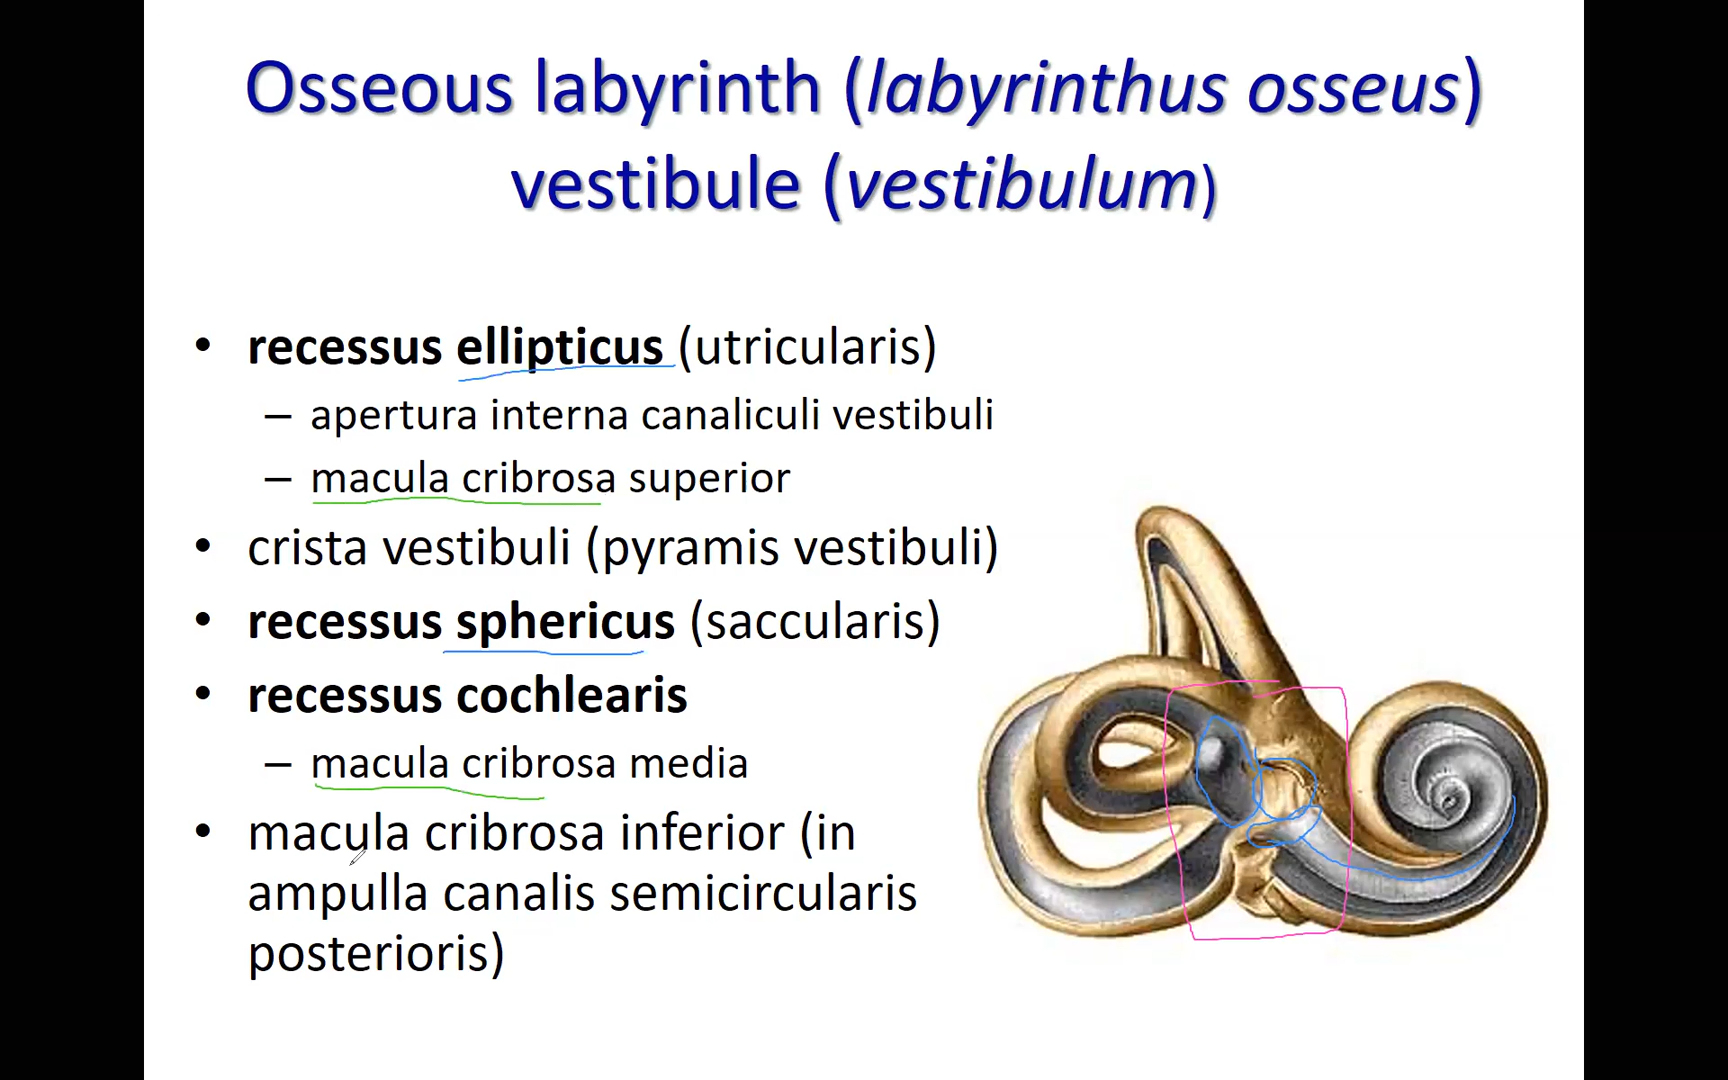 Osseous labyrinth (labyrinthus osseus)
vestibule (vestibulum)
• recessus ellipticus (utricularis)
– apertura interna canaliculi vestibuli
– macula cribrosa superior
• crista vestibuli (pyramis vestibuli)
• recessus sphericus (saccularis)
• recessus cochlearis
– macula cribrosa media
• macula cribrosa inferior (in
ampulla canalis semicircularis
posterioris)